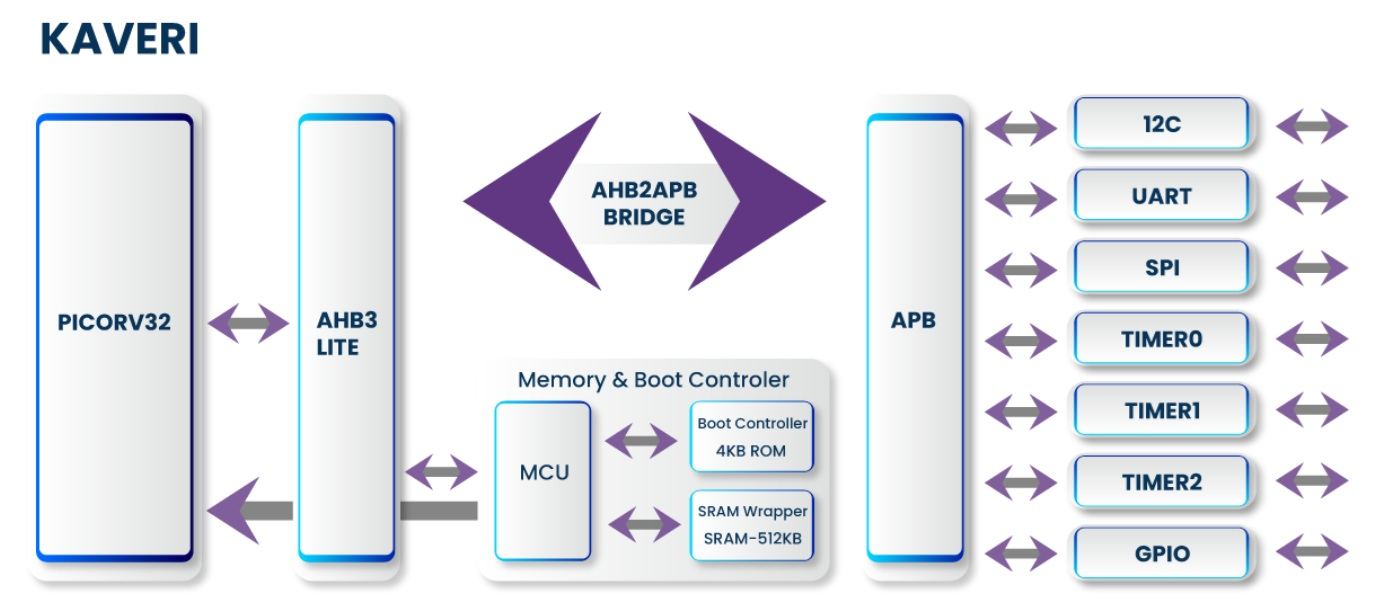 KAVERI
PICORV32
AHB3
LITE
AHB2APB
BRIDGE
Memory & Boot Controler
MCU
Boot Controller
4KB ROM
SRAM Wrapper
SRAM-512KB
APB
12C
UART
SPI
TIMER0
TIMER1
TIMER2
GPIO